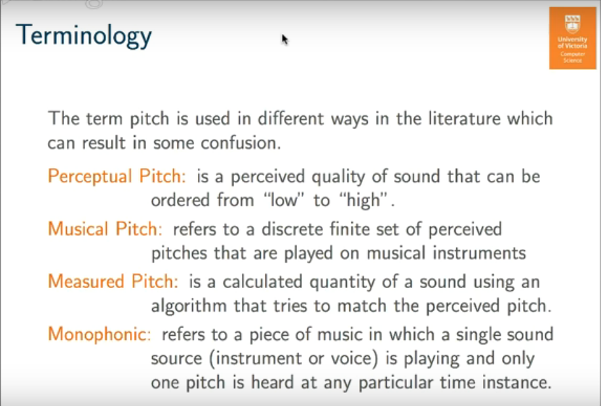 Terminology
University
of Victoria
Computer
Science
The term pitch is used in different ways in the literature which
can result in some confusion.
Perceptual Pitch: is a perceived quality of sound that can be
ordered from "low" to "high".
Musical Pitch: refers to a discrete finite set of perceived
pitches that are played on musical instruments
Measured Pitch: is a calculated quantity of a sound using an
algorithm that tries to match the perceived pitch.
Monophonic: refers to a piece of music in which a single sound
source (instrument or voice) is playing and only
one pitch is heard at any particular time instance.